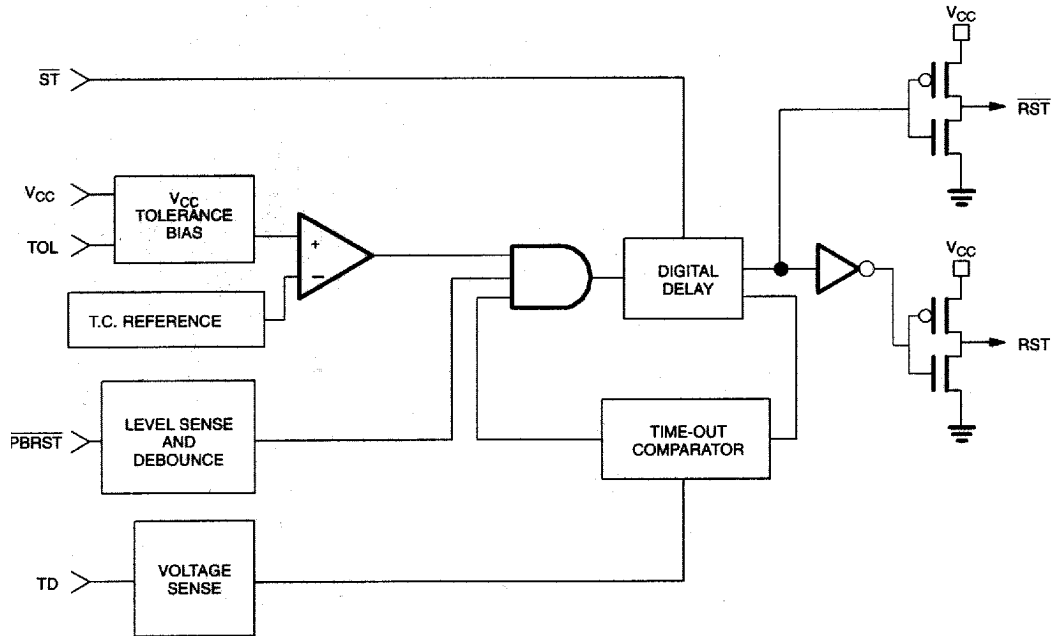 VCC
ST
RST
VCC
TOL
VCC
TOLERANCE
BIAS
+
−
T.C. REFERENCE
DIGITAL
DELAY
VCC
RST
PBRST
LEVEL SENSE
AND
DEBOUNCE
TIME-OUT
COMPARATOR
TD
VOLTAGE
SENSE